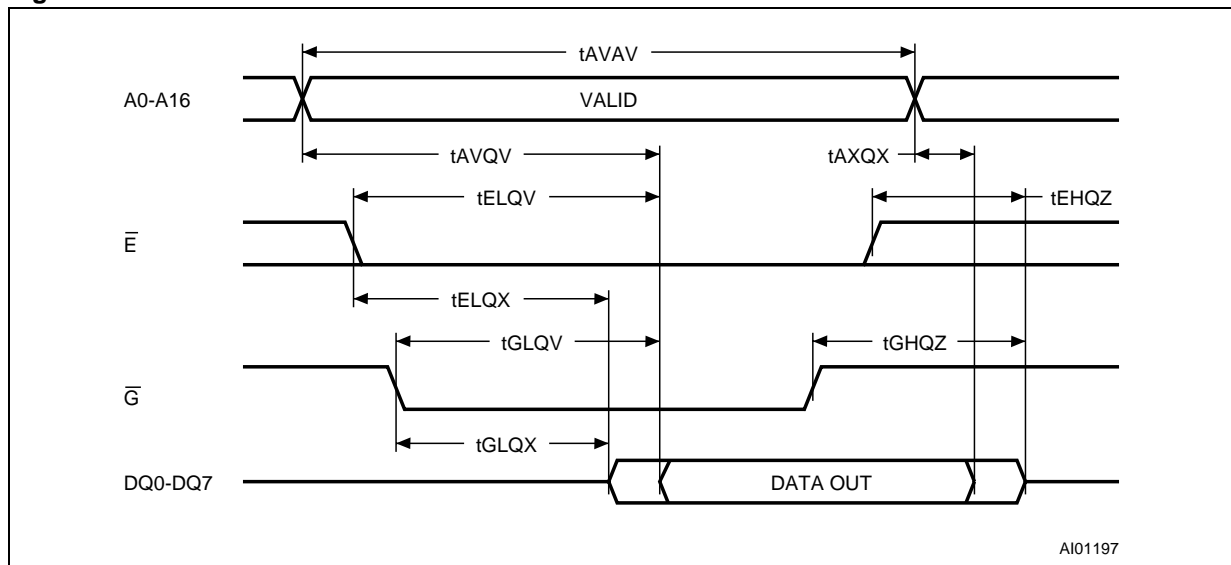 tAVAV
A0-A16
VALID
tAVQV
tAXQX
tELQV
tEHQZ
E̅
tELQX
tGLQV
tGHQZ
G̅
tGLQX
DQ0-DQ7
DATA OUT
AI01197